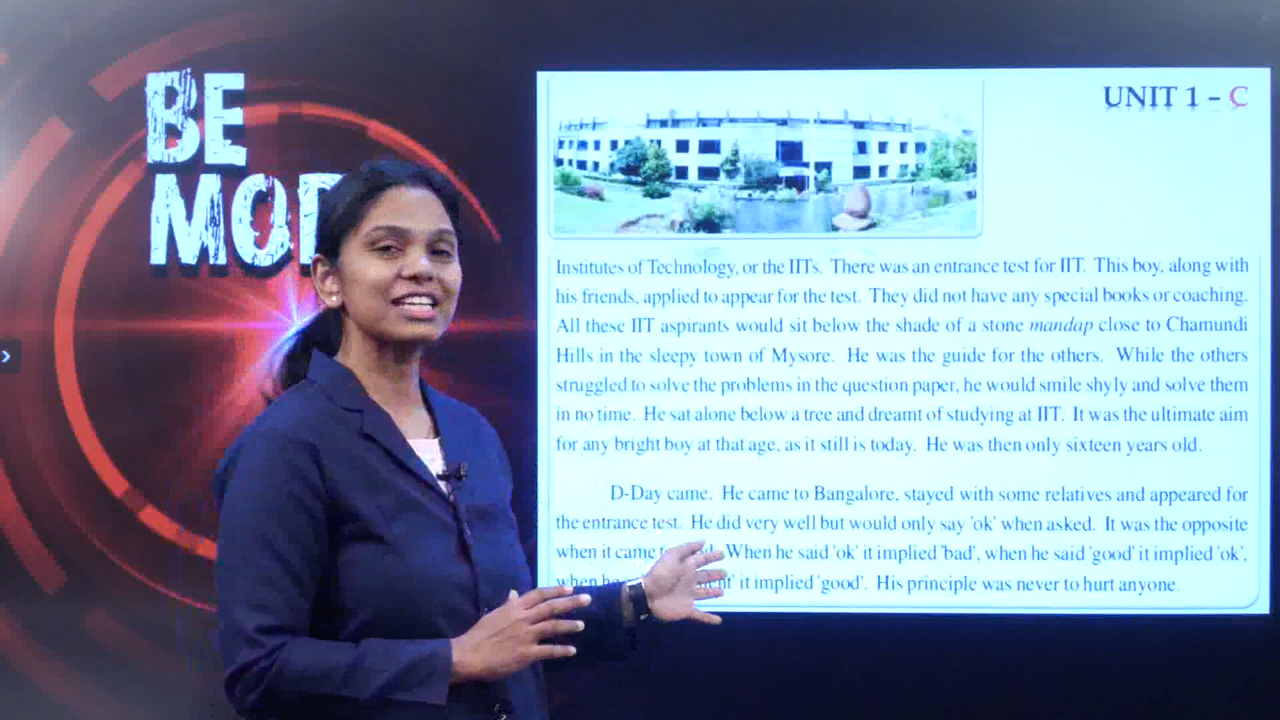 BE
MOR
UNIT 1 – C
Institutes of Technology, or the IITs. There was an entrance test for IIT. This boy, along with
his friends, applied to appear for the test. They did not have any special books or coaching.
All these IIT aspirants would sit below the shade of a stone mandap close to Chamundi
Hills in the sleepy town of Mysore. He was the guide for the others. While the others
struggled to solve the problems in the question paper, he would smile shyly and solve them
in no time. He sat alone below a tree and dreamt of studying at IIT. It was the ultimate aim
for any bright boy at that age, as it still is today. He was then only sixteen years old.
D-Day came. He came to Bangalore, stayed with some relatives and appeared for
the entrance test. He did very well but would only say 'ok' when asked. It was the opposite
when it came When he said 'ok' it implied 'bad', when he said 'good' it implied 'ok',
when it implied 'good'. His principle was never to hurt anyone.